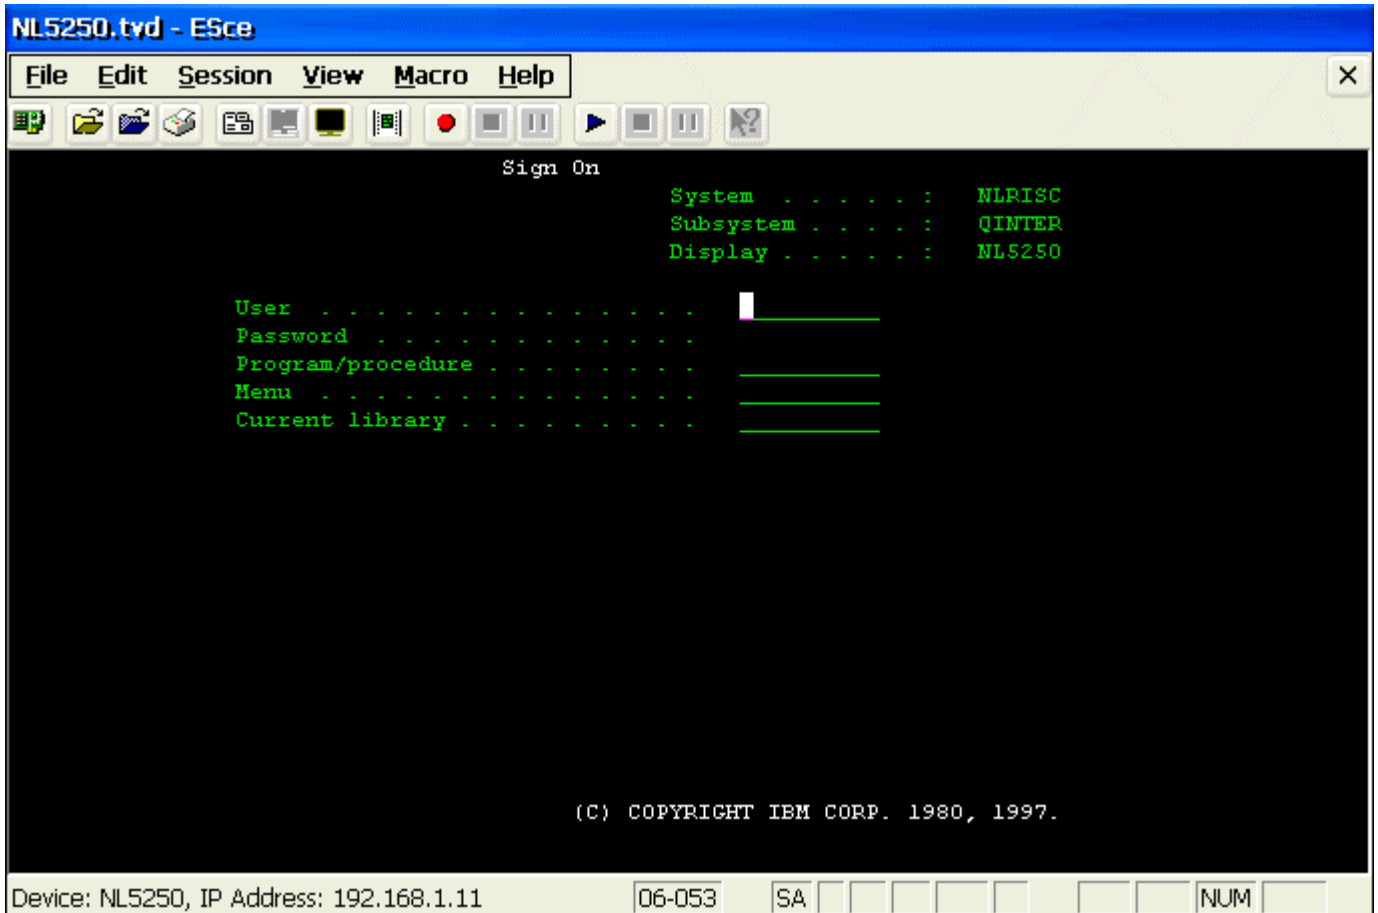 NL5250.tvd - ESce
File Edit Session View Macro Help
Sign On
System . . . . . : NLRISC
Subsystem . . . . : QINTER
Display . . . . . : NL5250
User . . . . . . . . . . . . . .
Password . . . . . . . . . . . .
Program/procedure . . . . . . . .
Menu . . . . . . . . . . . . . .
Current library . . . . . . . . .
(C) COPYRIGHT IBM CORP. 1980, 1997.
Device: NL5250, IP Address: 192.168.1.11 06-053 SA NUM